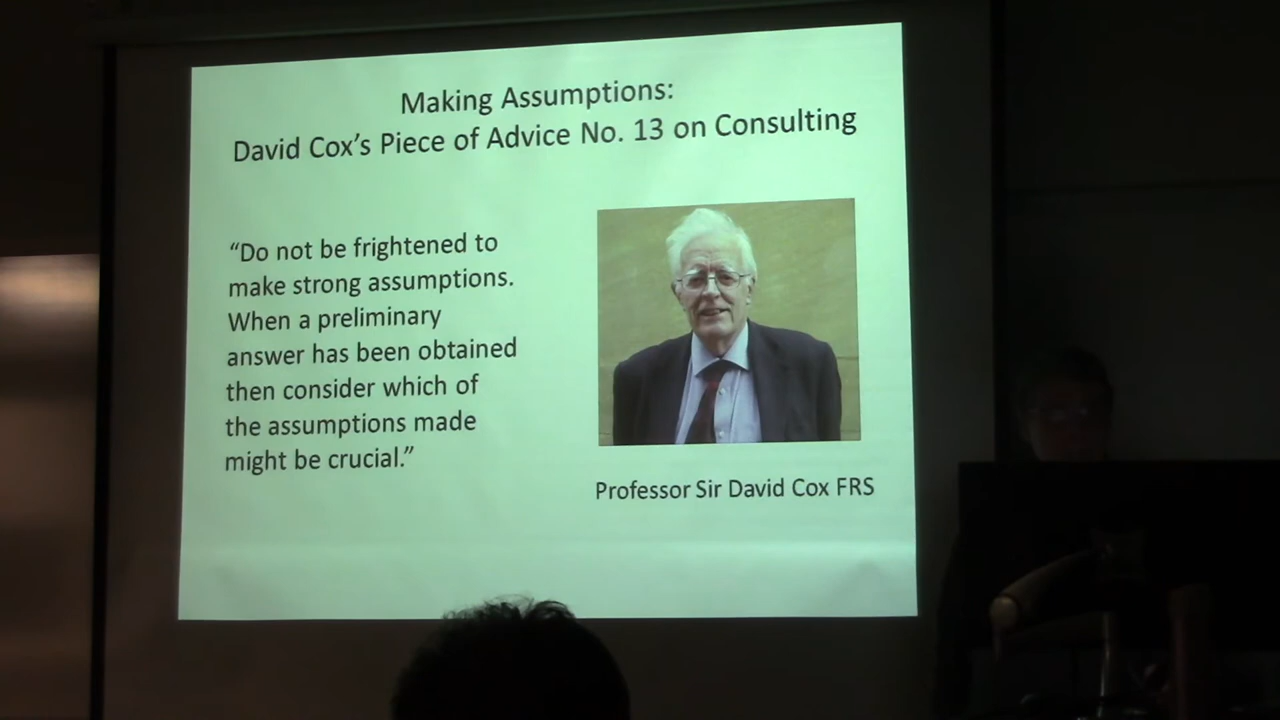 Making Assumptions:
David Cox’s Piece of Advice No. 13 on Consulting
“Do not be frightened to
make strong assumptions.
When a preliminary
answer has been obtained
then consider which of
the assumptions made
might be crucial.”
Professor Sir David Cox FRS